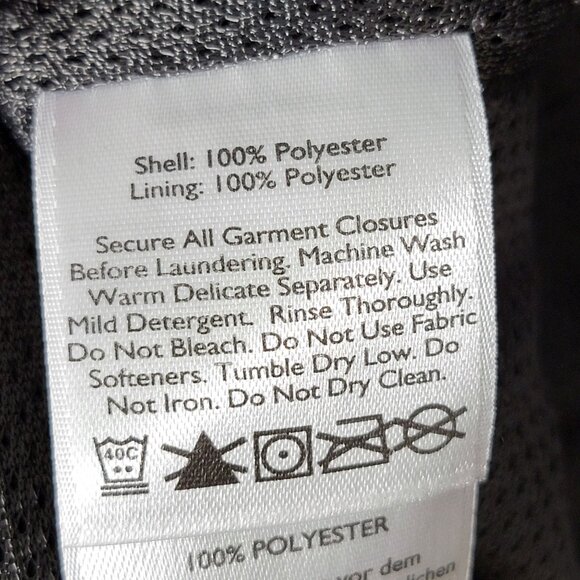 Shell: 100% Polyester
Lining: 100% Polyester
Secure All Garment Closures
Before Laundering. Machine Wash
Warm Delicate Separately. Use
Mild Detergent. Rinse Thoroughly.
Do Not Bleach. Do Not Use Fabric
Softeners. Tumble Dry Low. Do
Not Iron. Do Not Dry Clean.
40C
100% POLYESTER
vor dem